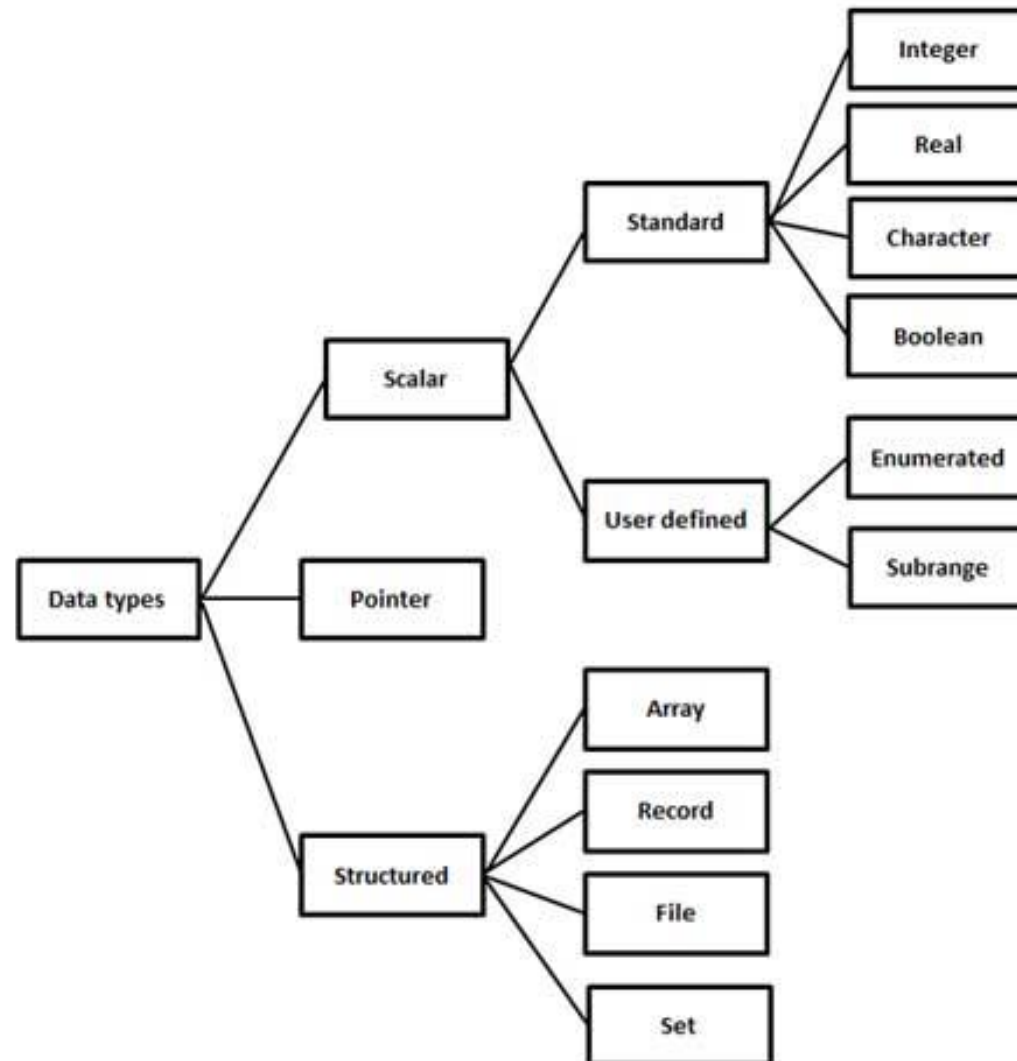 Integer
Real
Standard
Character
Boolean
Scalar
Enumerated
User defined
Subrange
Data types
Pointer
Array
Record
Structured
File
Set